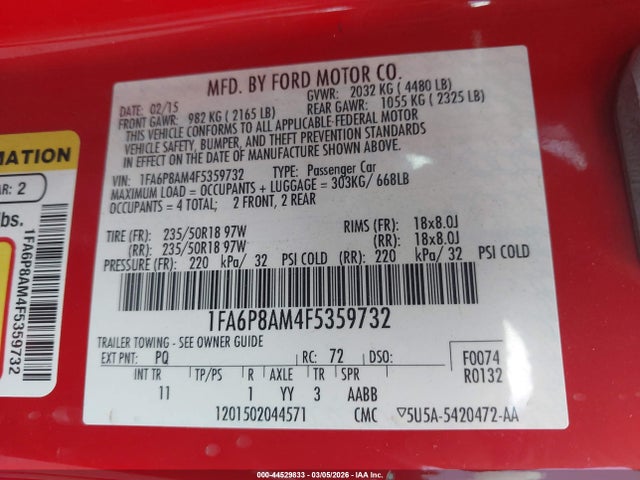 MFD. BY FORD MOTOR CO.
DATE: 02/15 GVWR: 2032 KG ( 4480 LB)
FRONT GAWR: 982 KG ( 2165 LB) REAR GAWR: 1055 KG ( 2325 LB)
THIS VEHICLE CONFORMS TO ALL APPLICABLE FEDERAL MOTOR
VEHICLE SAFETY, BUMPER, AND THEFT PREVENTION STANDARDS
IN EFFECT ON THE DATE OF MANUFACTURE SHOWN ABOVE.
VIN: 1FA6P8AM4F5359732 TYPE: Passenger Car
MAXIMUM LOAD = OCCUPANTS + LUGGAGE = 303KG/ 668LB
OCCUPANTS = 4 TOTAL; 2 FRONT, 2 REAR
TIRE (FR): 235/50R18 97W RIMS (FR): 18x8.0J
(RR): 235/50R18 97W (RR): 18x8.0J
PRESSURE (FR): 220 kPa/ 32 PSI COLD (RR): 220 kPa/ 32 PSI COLD
1FA6P8AM4F5359732
TRAILER TOWING - SEE OWNER GUIDE
EXT PNT: PQ RC: 72 DSO: F0074
INT TR TP/PS R AXLE TR SPR R0132
11 1 YY 3 AABB
1201502044571 CMC ▽5U5A-5420472-AA
MATION
AR: 2
lbs.
1FA6P8AM4F5359732
000-44529833 - 03/05/2026 - IAA, Inc.